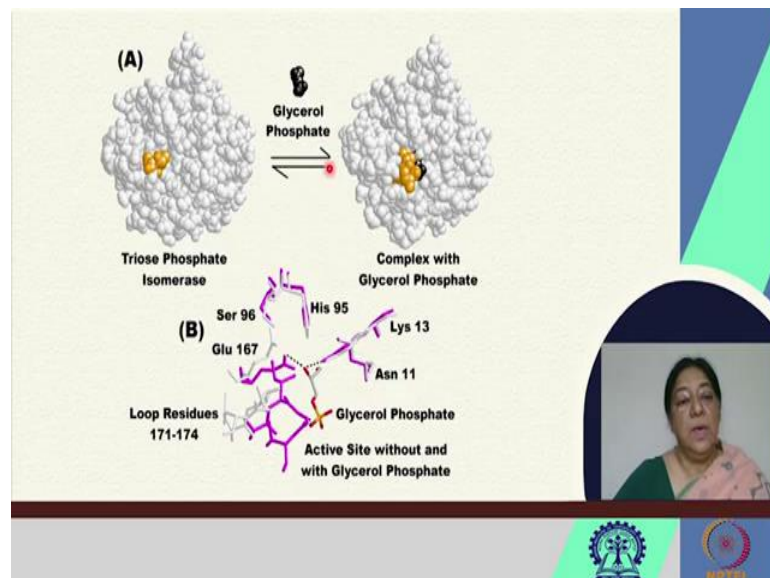 (A)
Glycerol
Phosphate
Triose Phosphate
Isomerase
Complex with
Glycerol Phosphate
(B)
Ser 96
His 95
Lys 13
Glu 167
Asn 11
Loop Residues
171-174
Glycerol Phosphate
Active Site without and
with Glycerol Phosphate
NPTEL